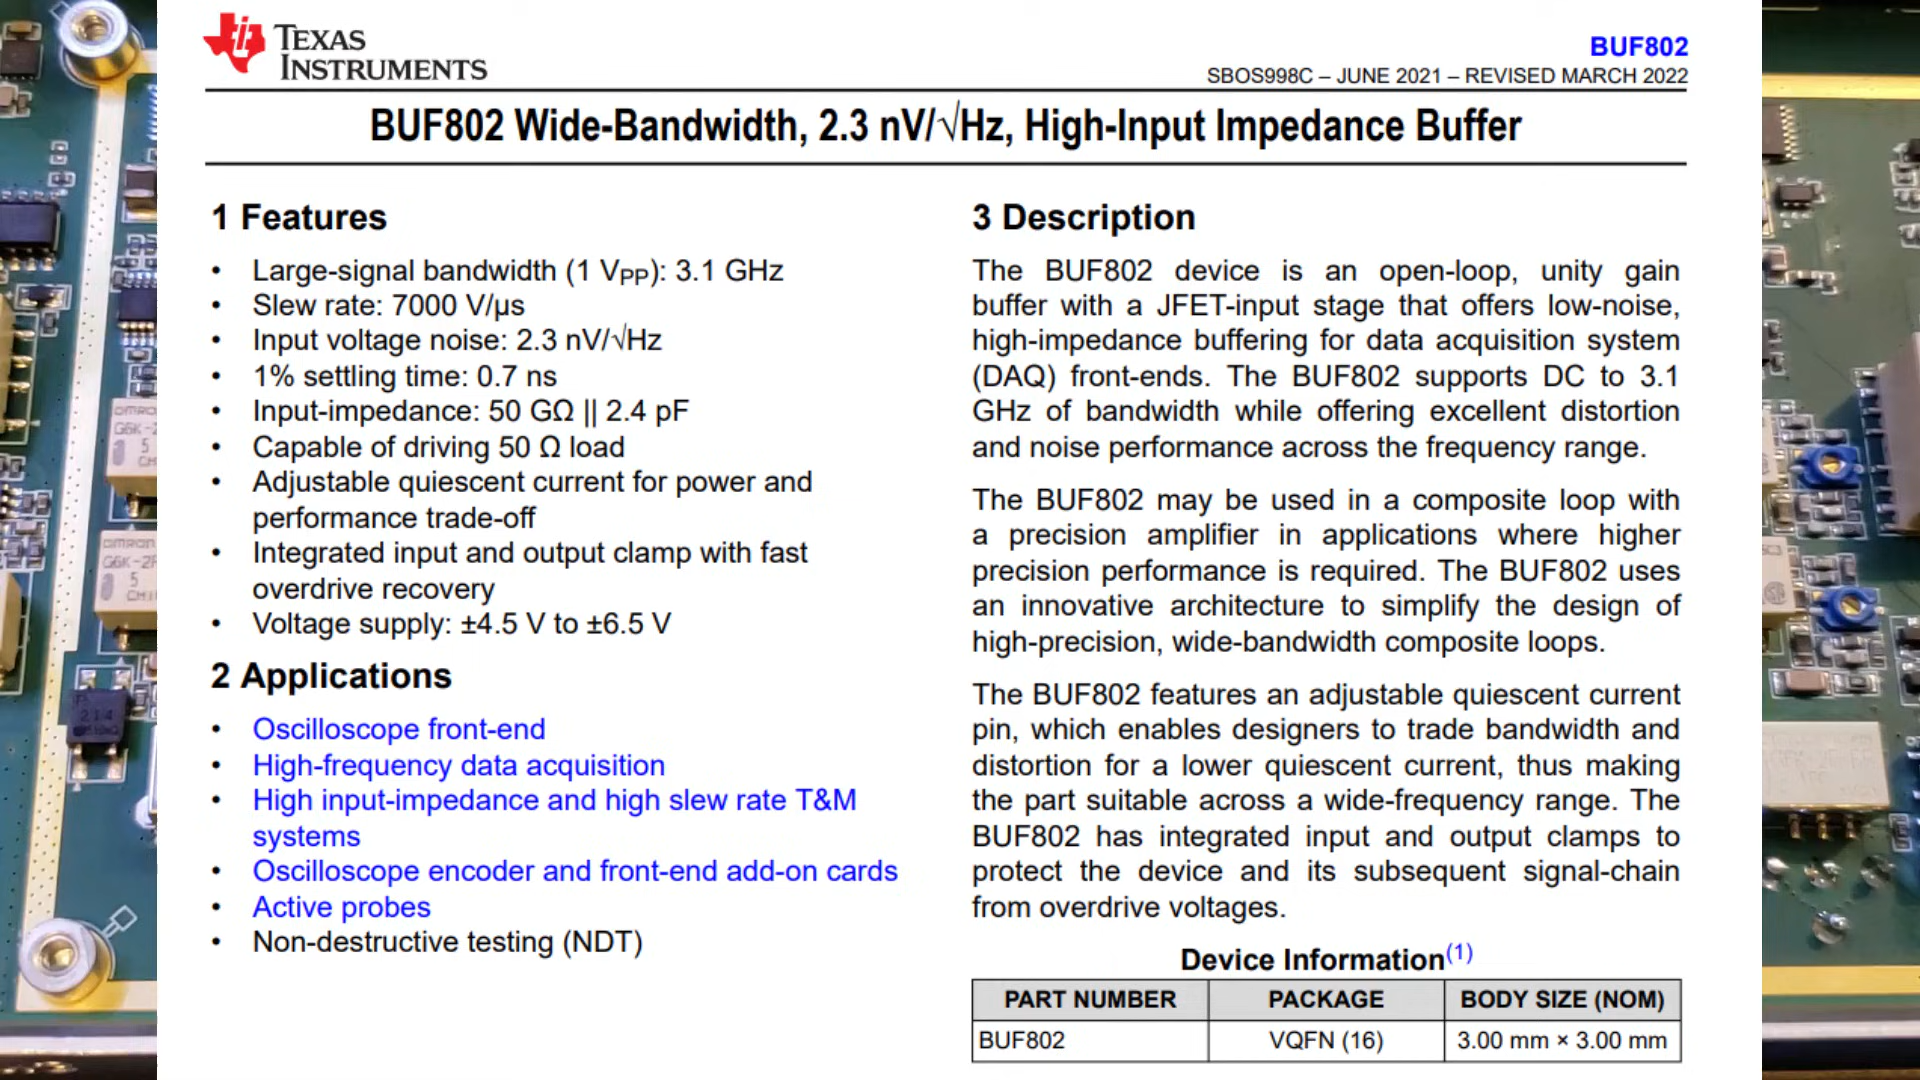 TEXAS
INSTRUMENTS
BUF802
SBOS998C – JUNE 2021 – REVISED MARCH 2022
BUF802 Wide-Bandwidth, 2.3 nV/√Hz, High-Input Impedance Buffer
1 Features
• Large-signal bandwidth (1 VPP): 3.1 GHz
• Slew rate: 7000 V/μs
• Input voltage noise: 2.3 nV/√Hz
• 1% settling time: 0.7 ns
• Input-impedance: 50 GΩ || 2.4 pF
• Capable of driving 50 Ω load
• Adjustable quiescent current for power and
performance trade-off
• Integrated input and output clamp with fast
overdrive recovery
• Voltage supply: ±4.5 V to ±6.5 V
2 Applications
• Oscilloscope front-end
• High-frequency data acquisition
• High input-impedance and high slew rate T&M
systems
• Oscilloscope encoder and front-end add-on cards
• Active probes
• Non-destructive testing (NDT)
3 Description
The BUF802 device is an open-loop, unity gain
buffer with a JFET-input stage that offers low-noise,
high-impedance buffering for data acquisition system
(DAQ) front-ends. The BUF802 supports DC to 3.1
GHz of bandwidth while offering excellent distortion
and noise performance across the frequency range.
The BUF802 may be used in a composite loop with
a precision amplifier in applications where higher
precision performance is required. The BUF802 uses
an innovative architecture to simplify the design of
high-precision, wide-bandwidth composite loops.
The BUF802 features an adjustable quiescent current
pin, which enables designers to trade bandwidth and
distortion for a lower quiescent current, thus making
the part suitable across a wide-frequency range. The
BUF802 has integrated input and output clamps to
protect the device and its subsequent signal-chain
from overdrive voltages.
Device Information(1)
PART NUMBER PACKAGE BODY SIZE (NOM)
BUF802 VQFN (16) 3.00 mm × 3.00 mm